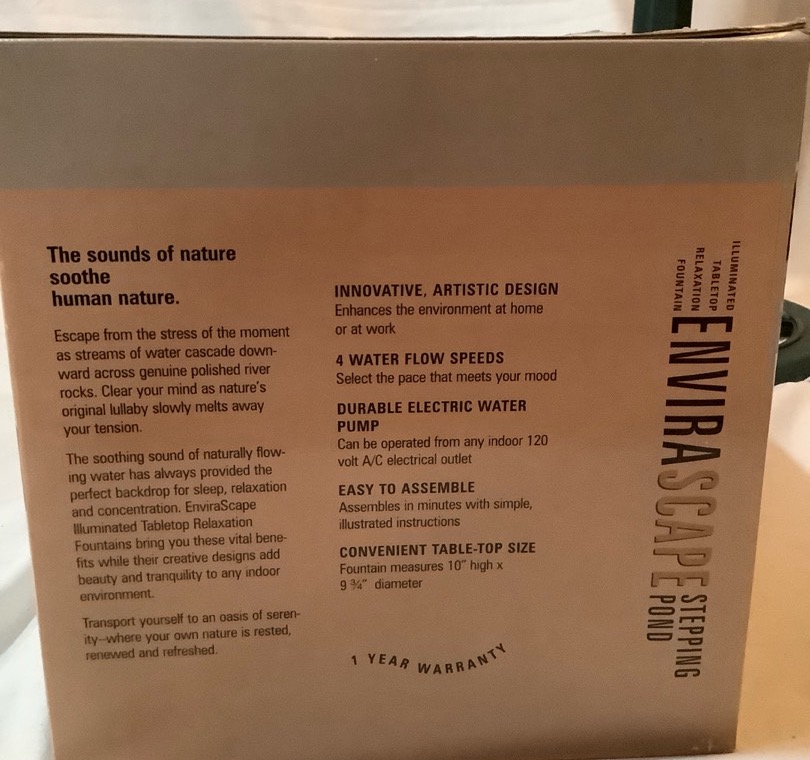 The sounds of nature
soothe
human nature.
Escape from the stress of the moment
as streams of water cascade down-
ward across genuine polished river
rocks. Clear your mind as nature's
original lullaby slowly melts away
your tension.
The soothing sound of naturally flow-
ing water has always provided the
perfect backdrop for sleep, relaxation
and concentration. EnviraScape
Illuminated Tabletop Relaxation
Fountains bring you these vital bene-
fits while their creative designs add
beauty and tranquility to any indoor
environment.
Transport yourself to an oasis of seren-
ity--where your own nature is rested,
renewed and refreshed.
INNOVATIVE, ARTISTIC DESIGN
Enhances the environment at home
or at work
4 WATER FLOW SPEEDS
Select the pace that meets your mood
DURABLE ELECTRIC WATER
PUMP
Can be operated from any indoor 120
volt A/C electrical outlet
EASY TO ASSEMBLE
Assembles in minutes with simple,
illustrated instructions
CONVENIENT TABLE-TOP SIZE
Fountain measures 10" high x
9 ¾" diameter
1 YEAR WARRANTY
ILLUMINATED
TABLETOP
RELAXATION
FOUNTAIN
ENVIRASCAPE
STEPPING
POND